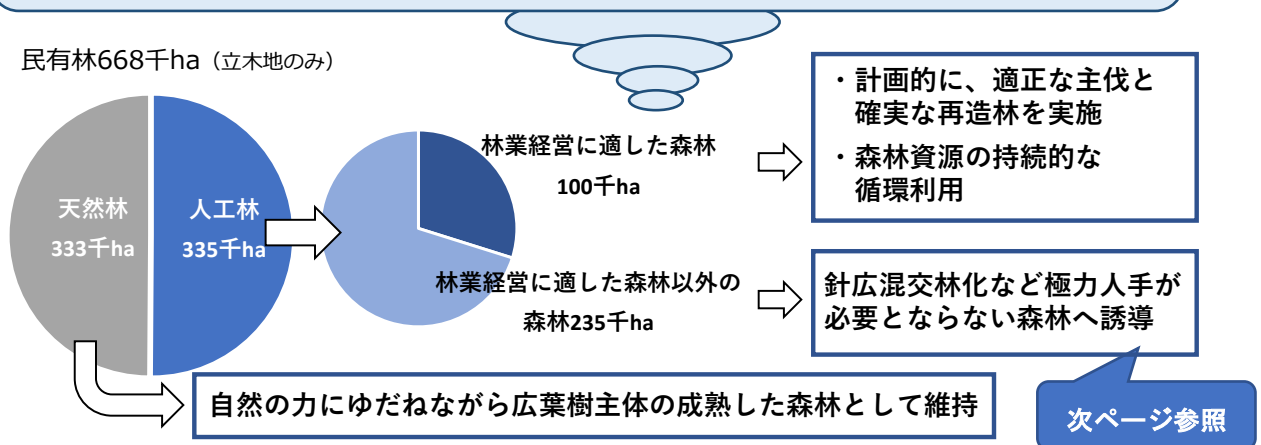 民有林668千ha（立木地のみ）
天然林
333千ha
人工林
335千ha
林業経営に適した森林
100千ha
・計画的に、適正な主伐と
確実な再造林を実施
・森林資源の持続的な
循環利用
林業経営に適した森林以外の
森林235千ha
針広混交林化など極力人手が
必要とならない森林へ誘導
自然の力にゆだねながら広葉樹主体の成熟した森林として維持
次ページ参照